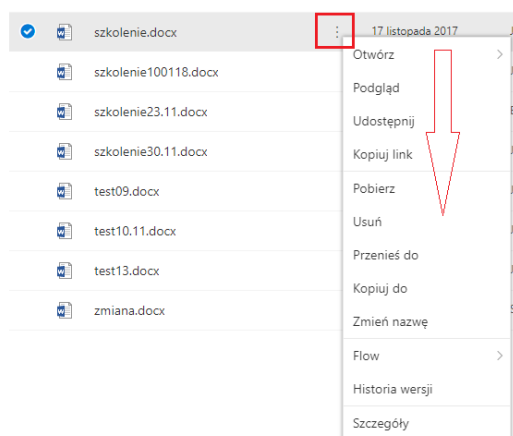 szkolenie.docx
17 listopada 2017
szkolenie100118.docx
szkolenie23.11.docx
szkolenie30.11.docx
test09.docx
test10.11.docx
test13.docx
zmiana.docx
Otwórz
Podgląd
Udostępnij
Kopiuj link
Pobierz
Usuń
Przenieś do
Kopiuj do
Zmień nazwę
Flow
Historia wersji
Szczegóły